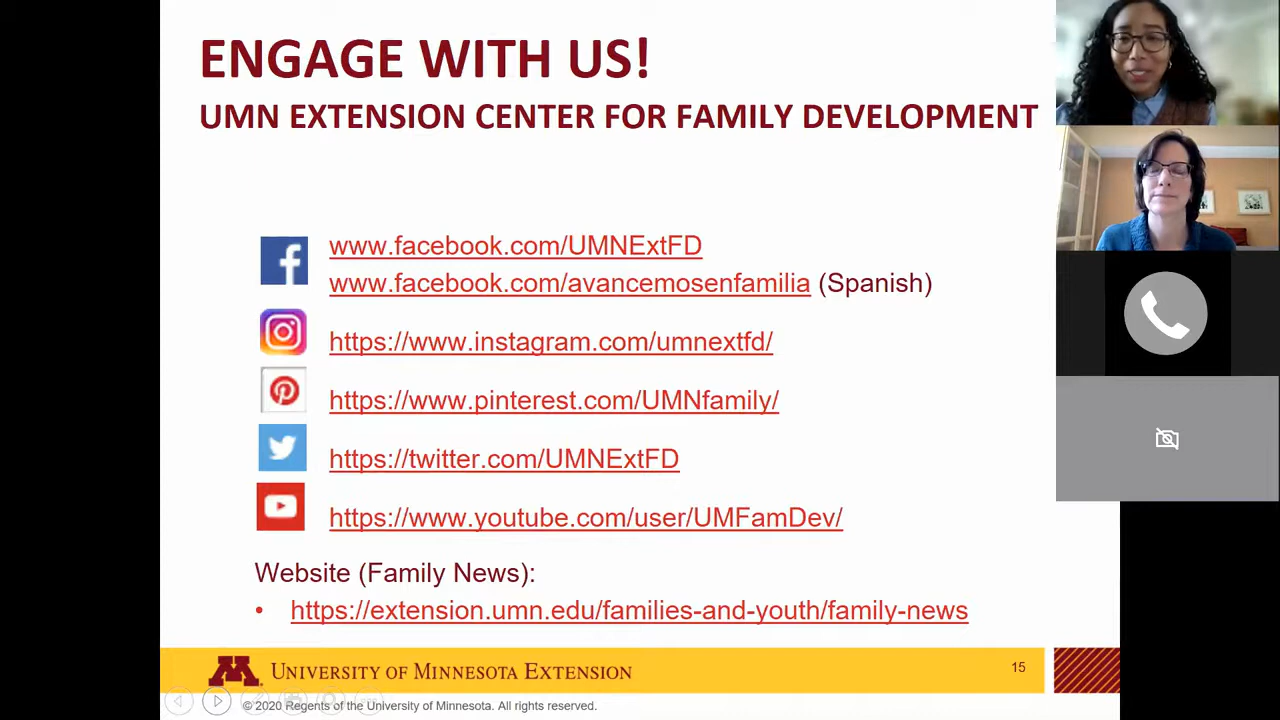 ENGAGE WITH US!
UMN EXTENSION CENTER FOR FAMILY DEVELOPMENT
www.facebook.com/UMNExtFD
www.facebook.com/avancemosenfamilia (Spanish)
https://www.instagram.com/umnextfd/
https://www.pinterest.com/UMNfamily/
https://twitter.com/UMNExtFD
https://www.youtube.com/user/UMFamDev/
Website (Family News):
• https://extension.umn.edu/families-and-youth/family-news
M UNIVERSITY OF MINNESOTA EXTENSION
15
© 2020 Regents of the University of Minnesota. All rights reserved.